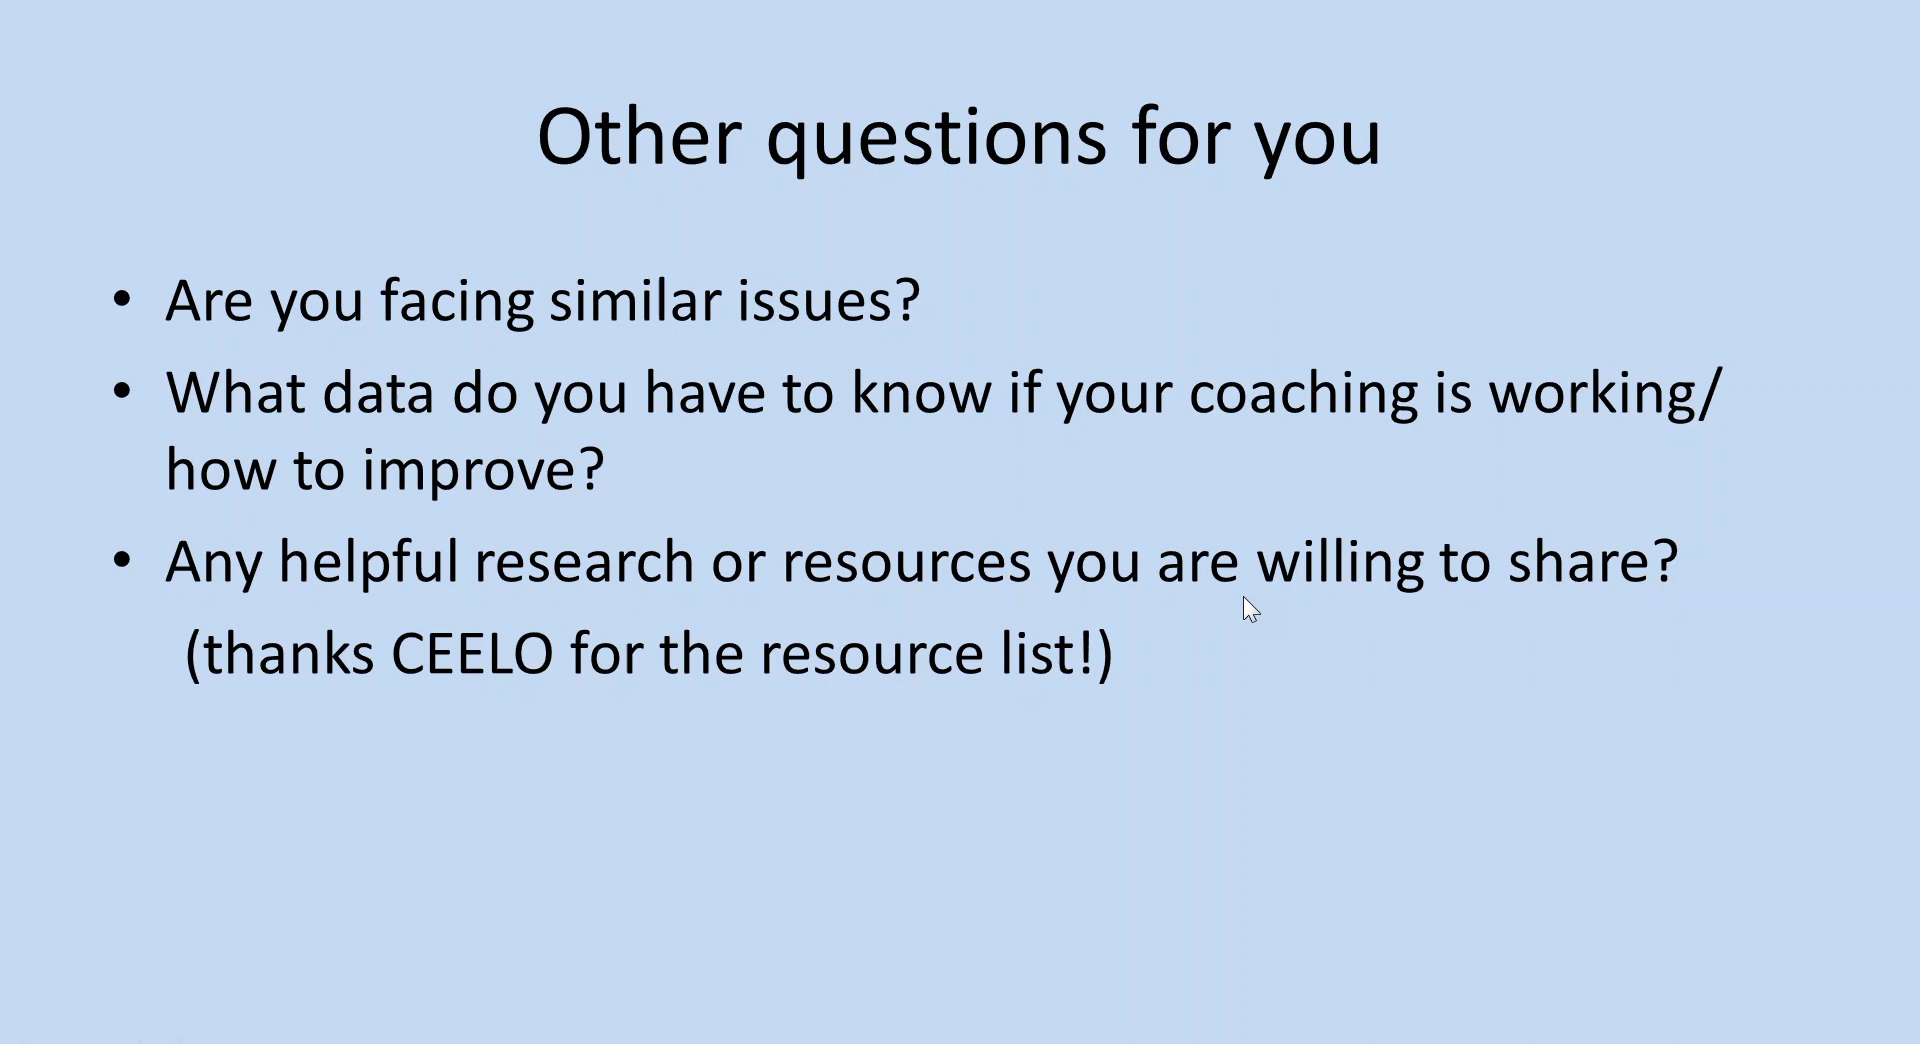 Other questions for you
• Are you facing similar issues?
• What data do you have to know if your coaching is working/
how to improve?
• Any helpful research or resources you are willing to share?
(thanks CEELO for the resource list!)